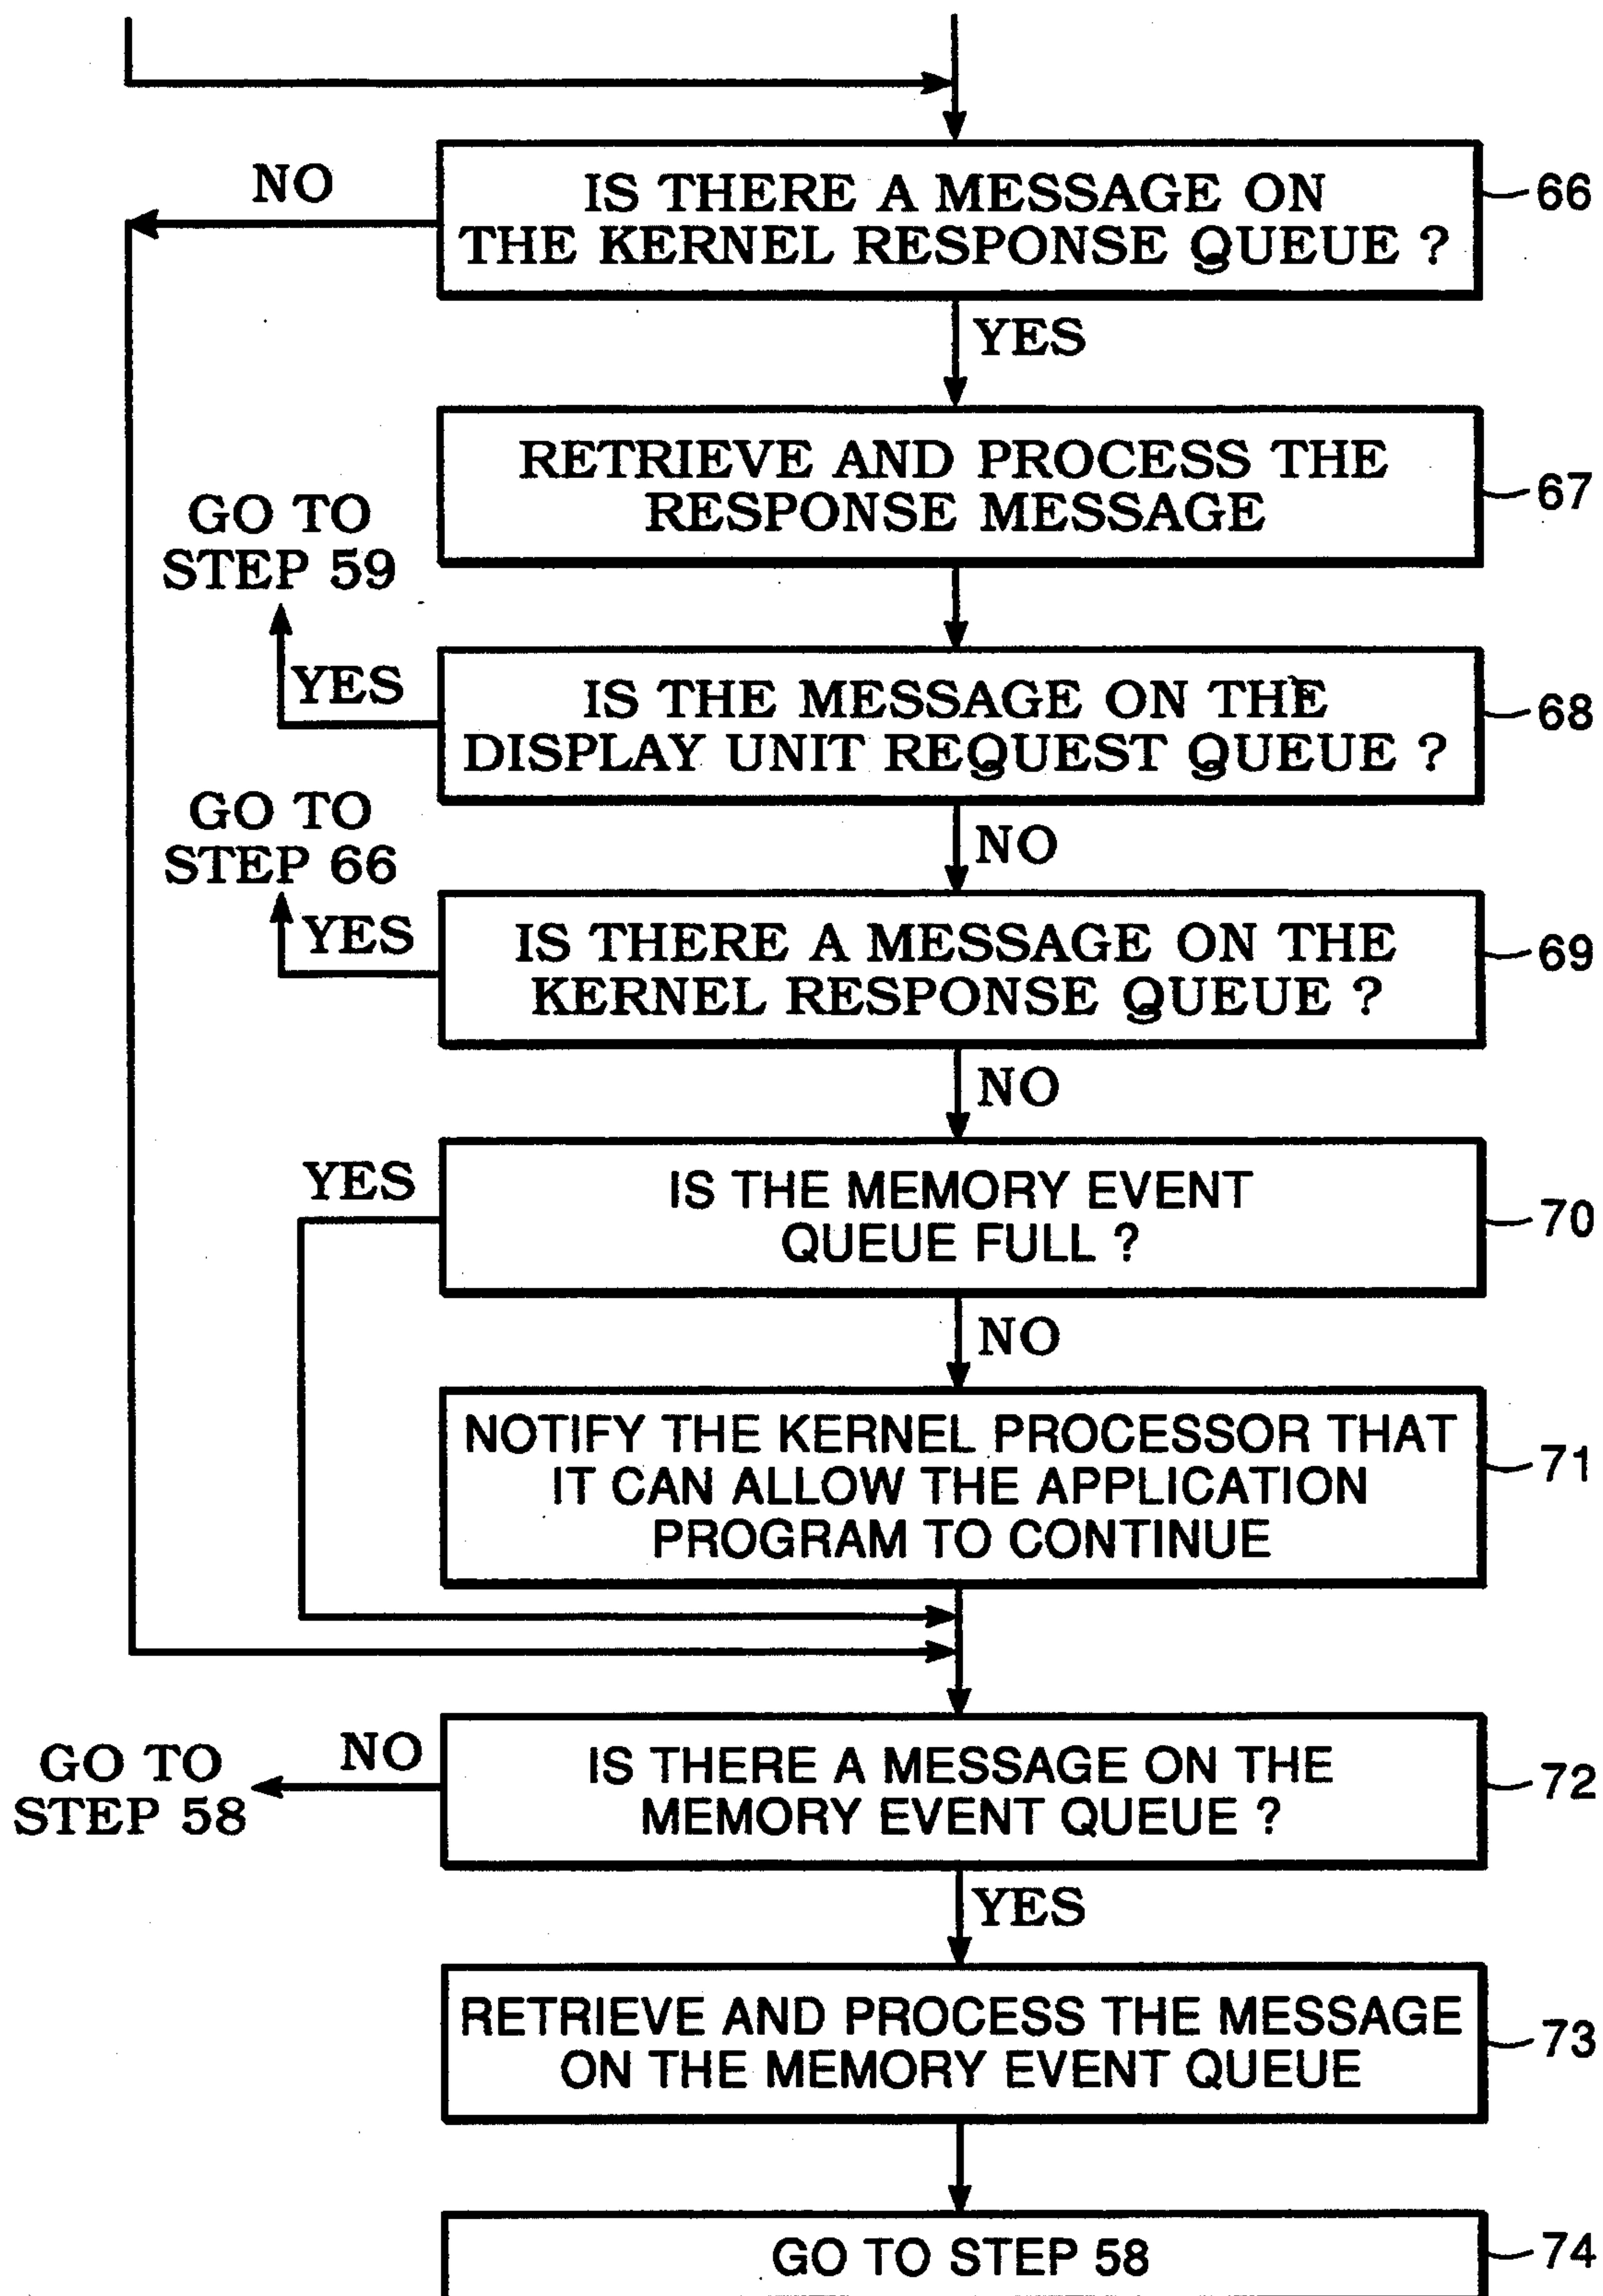 NO
IS THERE A MESSAGE ON
THE KERNEL RESPONSE QUEUE ?
66
YES
RETRIEVE AND PROCESS THE
RESPONSE MESSAGE
67
GO TO
STEP 59
YES
IS THE MESSAGE ON THE
DISPLAY UNIT REQUEST QUEUE ?
68
NO
GO TO
STEP 66
YES
IS THERE A MESSAGE ON THE
KERNEL RESPONSE QUEUE ?
69
NO
YES
IS THE MEMORY EVENT
QUEUE FULL ?
70
NO
NOTIFY THE KERNEL PROCESSOR THAT
IT CAN ALLOW THE APPLICATION
PROGRAM TO CONTINUE
71
GO TO
STEP 58
NO
IS THERE A MESSAGE ON THE
MEMORY EVENT QUEUE ?
72
YES
RETRIEVE AND PROCESS THE MESSAGE
ON THE MEMORY EVENT QUEUE
73
GO TO STEP 58
74